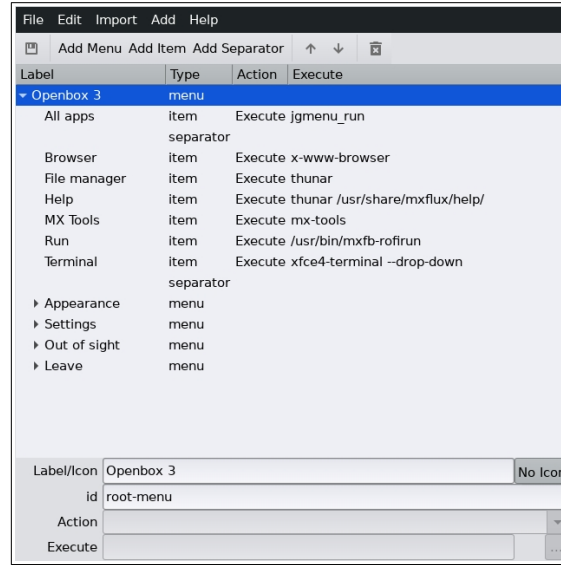 File Edit Import Add Help
Add Menu Add Item Add Separator
Label Type Action Execute
Openbox 3 menu
All apps item Execute jgmenu_run
separator
Browser item Execute x-www-browser
File manager item Execute thunar
Help item Execute thunar /usr/share/mxflux/help/
MX Tools item Execute mx-tools
Run item Execute /usr/bin/mxfb-rofirun
Terminal item Execute xfce4-terminal --drop-down
separator
Appearance menu
Settings menu
Out of sight menu
Leave menu
Label/Icon Openbox 3 No Icon
id root-menu
Action
Execute ...